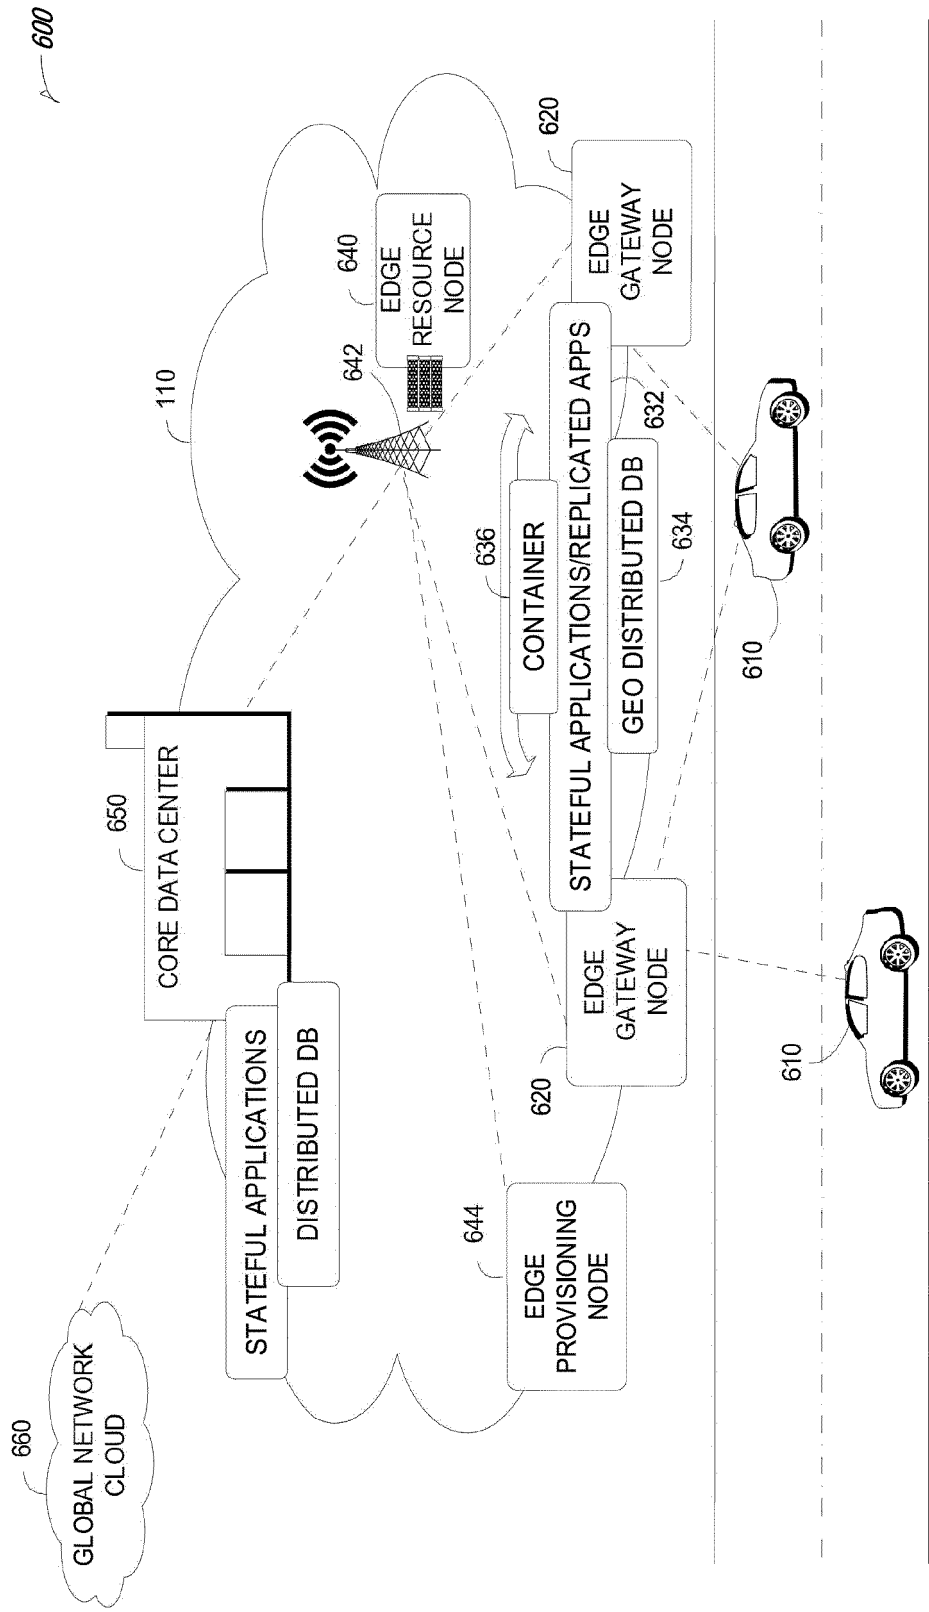 600
660
GLOBAL NETWORK
CLOUD
650
CORE DATA CENTER
110
STATEFUL APPLICATIONS
DISTRIBUTED DB
642
640
EDGE
RESOURCE
NODE
644
EDGE
PROVISIONING
NODE
636
CONTAINER
STATEFUL APPLICATIONS/REPLICATED APPS
632
GEO DISTRIBUTED DB
634
620
EDGE
GATEWAY
NODE
620
EDGE
GATEWAY
NODE
610
610